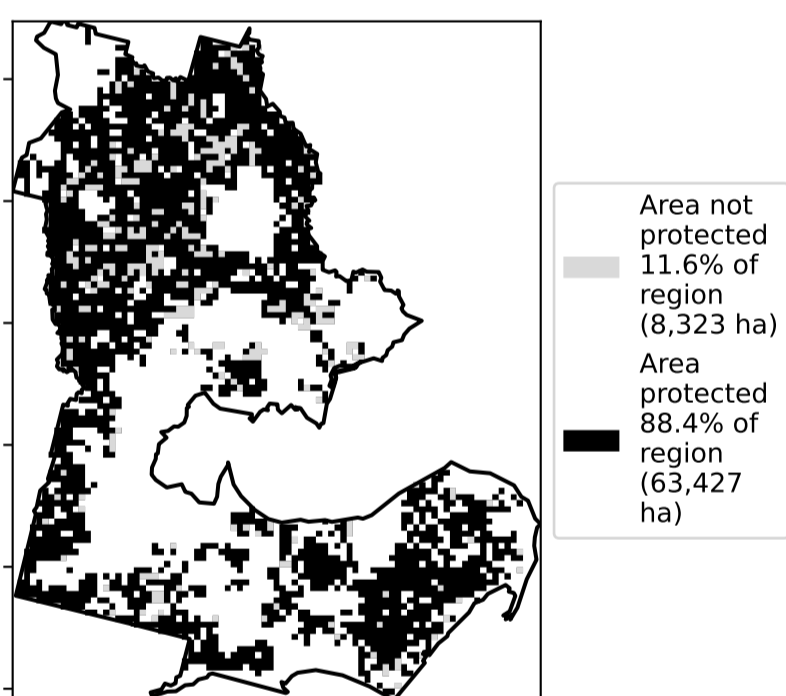 Area not
protected
11.6% of
region
(8,323 ha)
Area
protected
88.4% of
region
(63,427
ha)